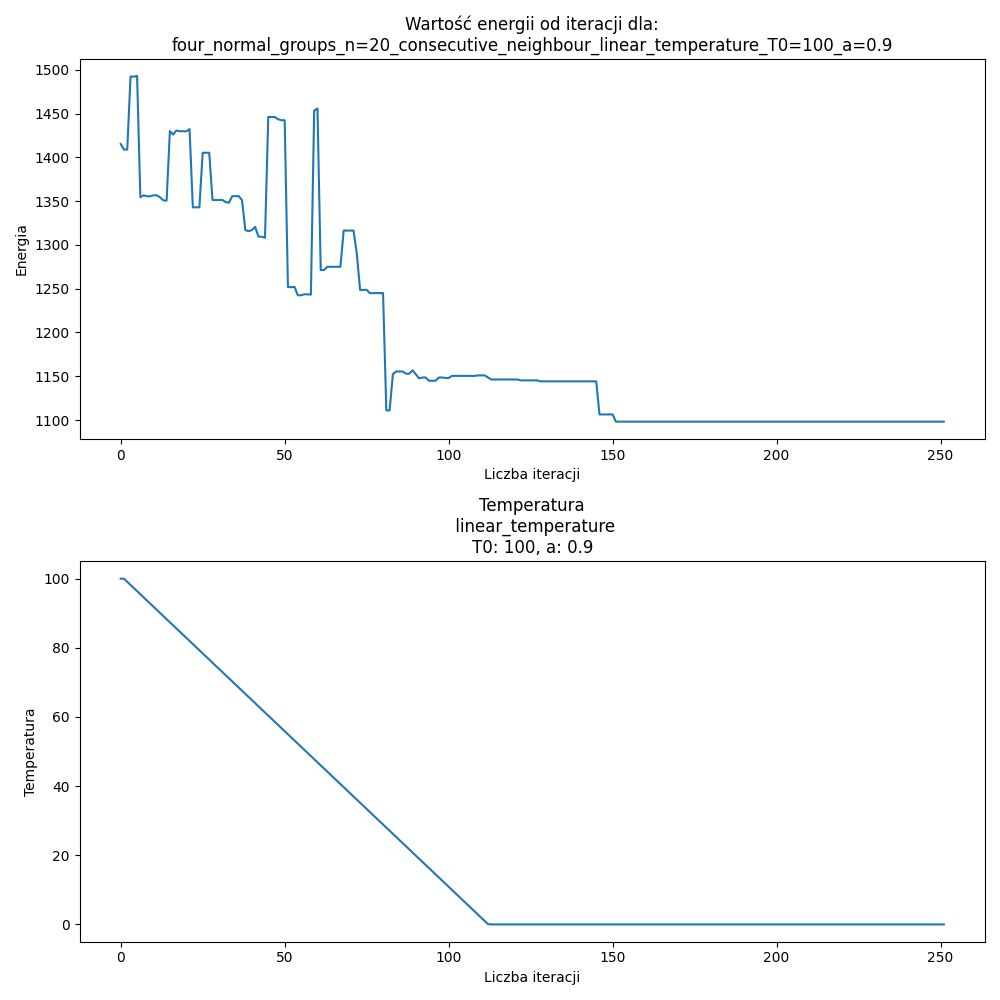 Wartość energii od iteracji dla:
four_normal_groups_n=20_consecutive_neighbour_linear_temperature_T0=100_a=0.9
1500
1450
1400
1350
1300
1250
1200
1150
1100
Energia
0 50 100 150 200 250
Liczba iteracji
Temperatura
linear_temperature
T0: 100, a: 0.9
100
80
60
40
20
0
Temperatura
0 50 100 150 200 250
Liczba iteracji